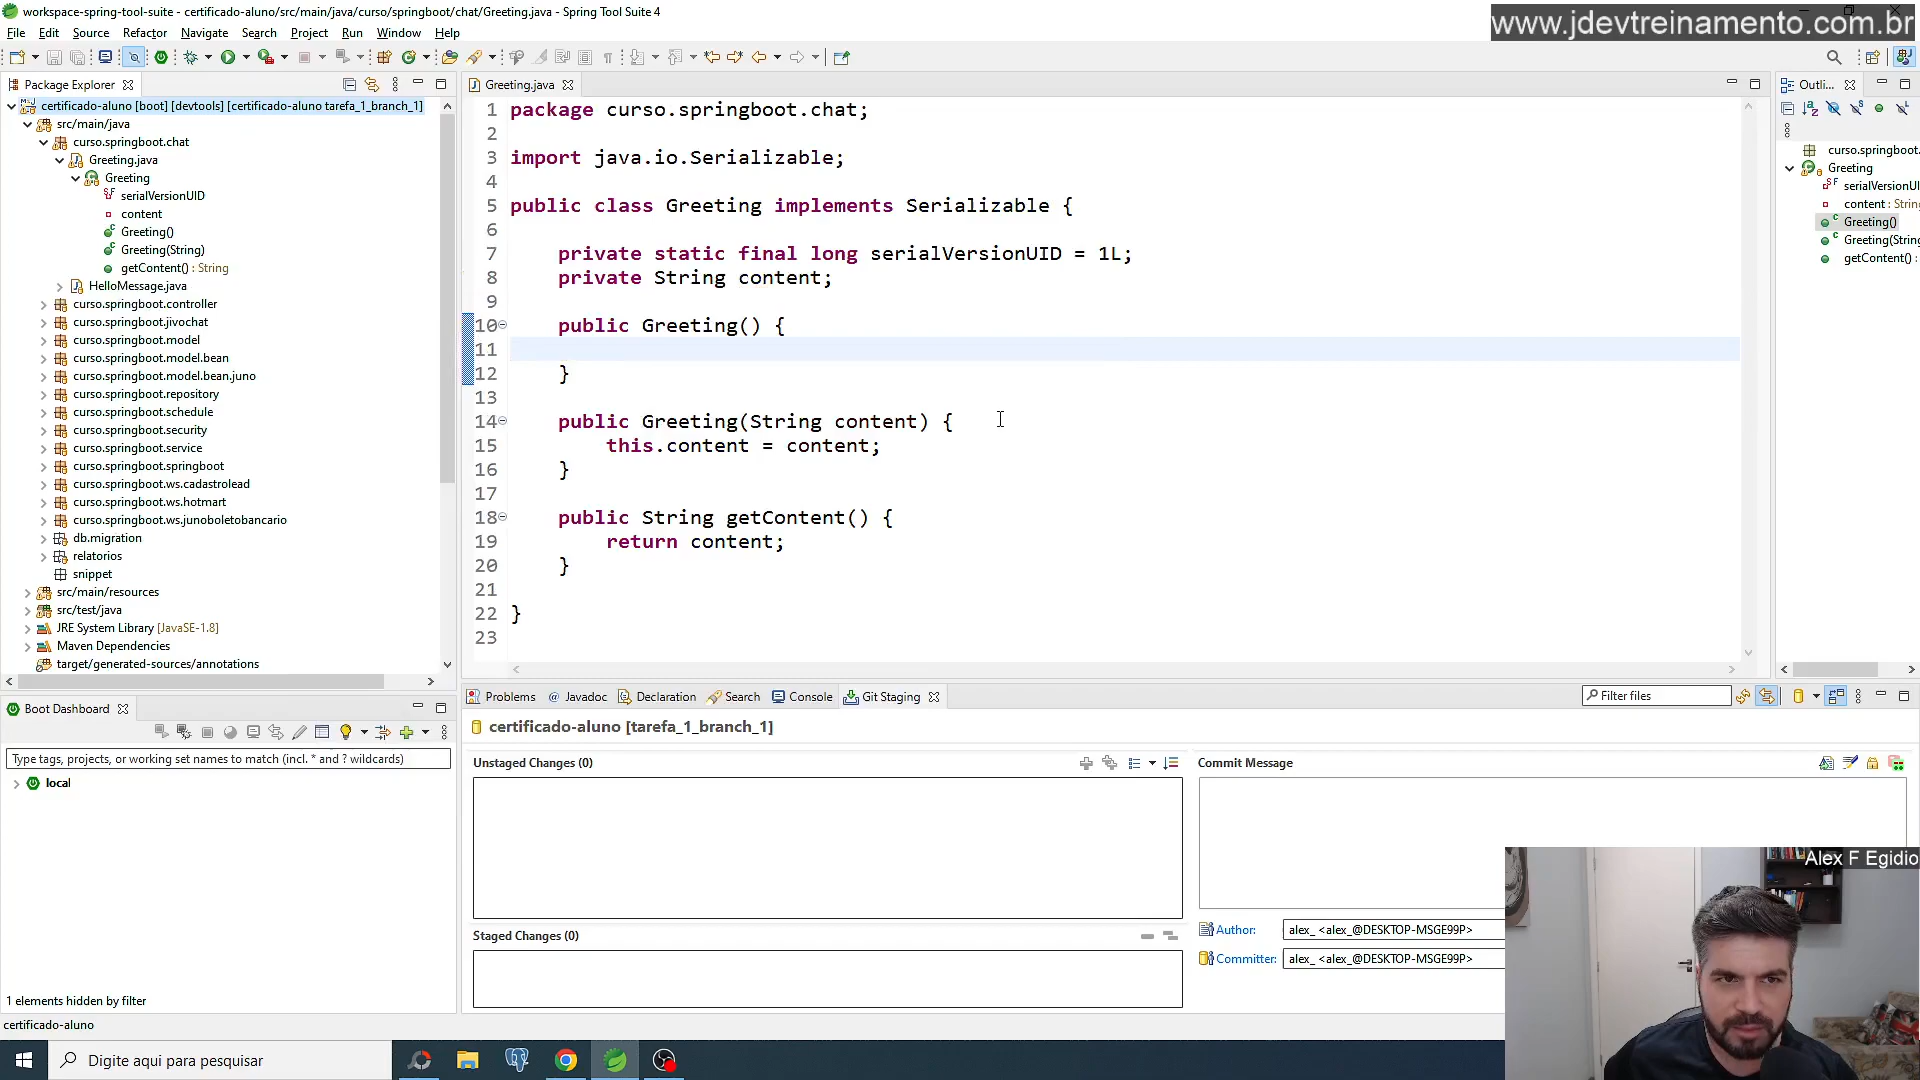 workspace-spring-tool-suite - certificado-aluno/src/main/java/curso/springboot/chat/Greeting.java - Spring Tool Suite 4
www.jdevtreinamento.com.br
File Edit Source Refactor Navigate Search Project Run Window Help
Package Explorer
certificado-aluno [boot] [devtools] [certificado-aluno tarefa_1_branch_1]
src/main/java
curso.springboot.chat
Greeting.java
Greeting
serialVersionUID
content
Greeting()
Greeting(String)
getContent() : String
HelloMessage.java
curso.springboot.controller
curso.springboot.jivochat
curso.springboot.model
curso.springboot.model.bean
curso.springboot.model.bean.juno
curso.springboot.repository
curso.springboot.schedule
curso.springboot.security
curso.springboot.service
curso.springboot.springboot
curso.springboot.ws.cadastrolead
curso.springboot.ws.hotmart
curso.springboot.ws.junoboletobancario
db.migration
relatorios
snippet
src/main/resources
src/test/java
JRE System Library [JavaSE-1.8]
Maven Dependencies
target/generated-sources/annotations
Greeting.java
1 package curso.springboot.chat;
2
3 import java.io.Serializable;
4
5 public class Greeting implements Serializable {
6
7 private static final long serialVersionUID = 1L;
8 private String content;
9
10 public Greeting() {
11
12 }
13
14 public Greeting(String content) {
15 this.content = content;
16 }
17
18 public String getContent() {
19 return content;
20 }
21
22 }
23
Outli...
curso.springboot.
Greeting
serialVersionUI
content : String
Greeting()
Greeting(String
getContent() :
Boot Dashboard
Type tags, projects, or working set names to match (incl. * and ? wildcards)
local
1 elements hidden by filter
certificado-aluno
Problems Javadoc Declaration Search Console Git Staging
Filter files
certificado-aluno [tarefa_1_branch_1]
Unstaged Changes (0)
Staged Changes (0)
Commit Message
Author: alex_ <alex_@DESKTOP-MSGE99P>
Committer: alex_ <alex_@DESKTOP-MSGE99P>
Alex F Egidio
Digite aqui para pesquisar